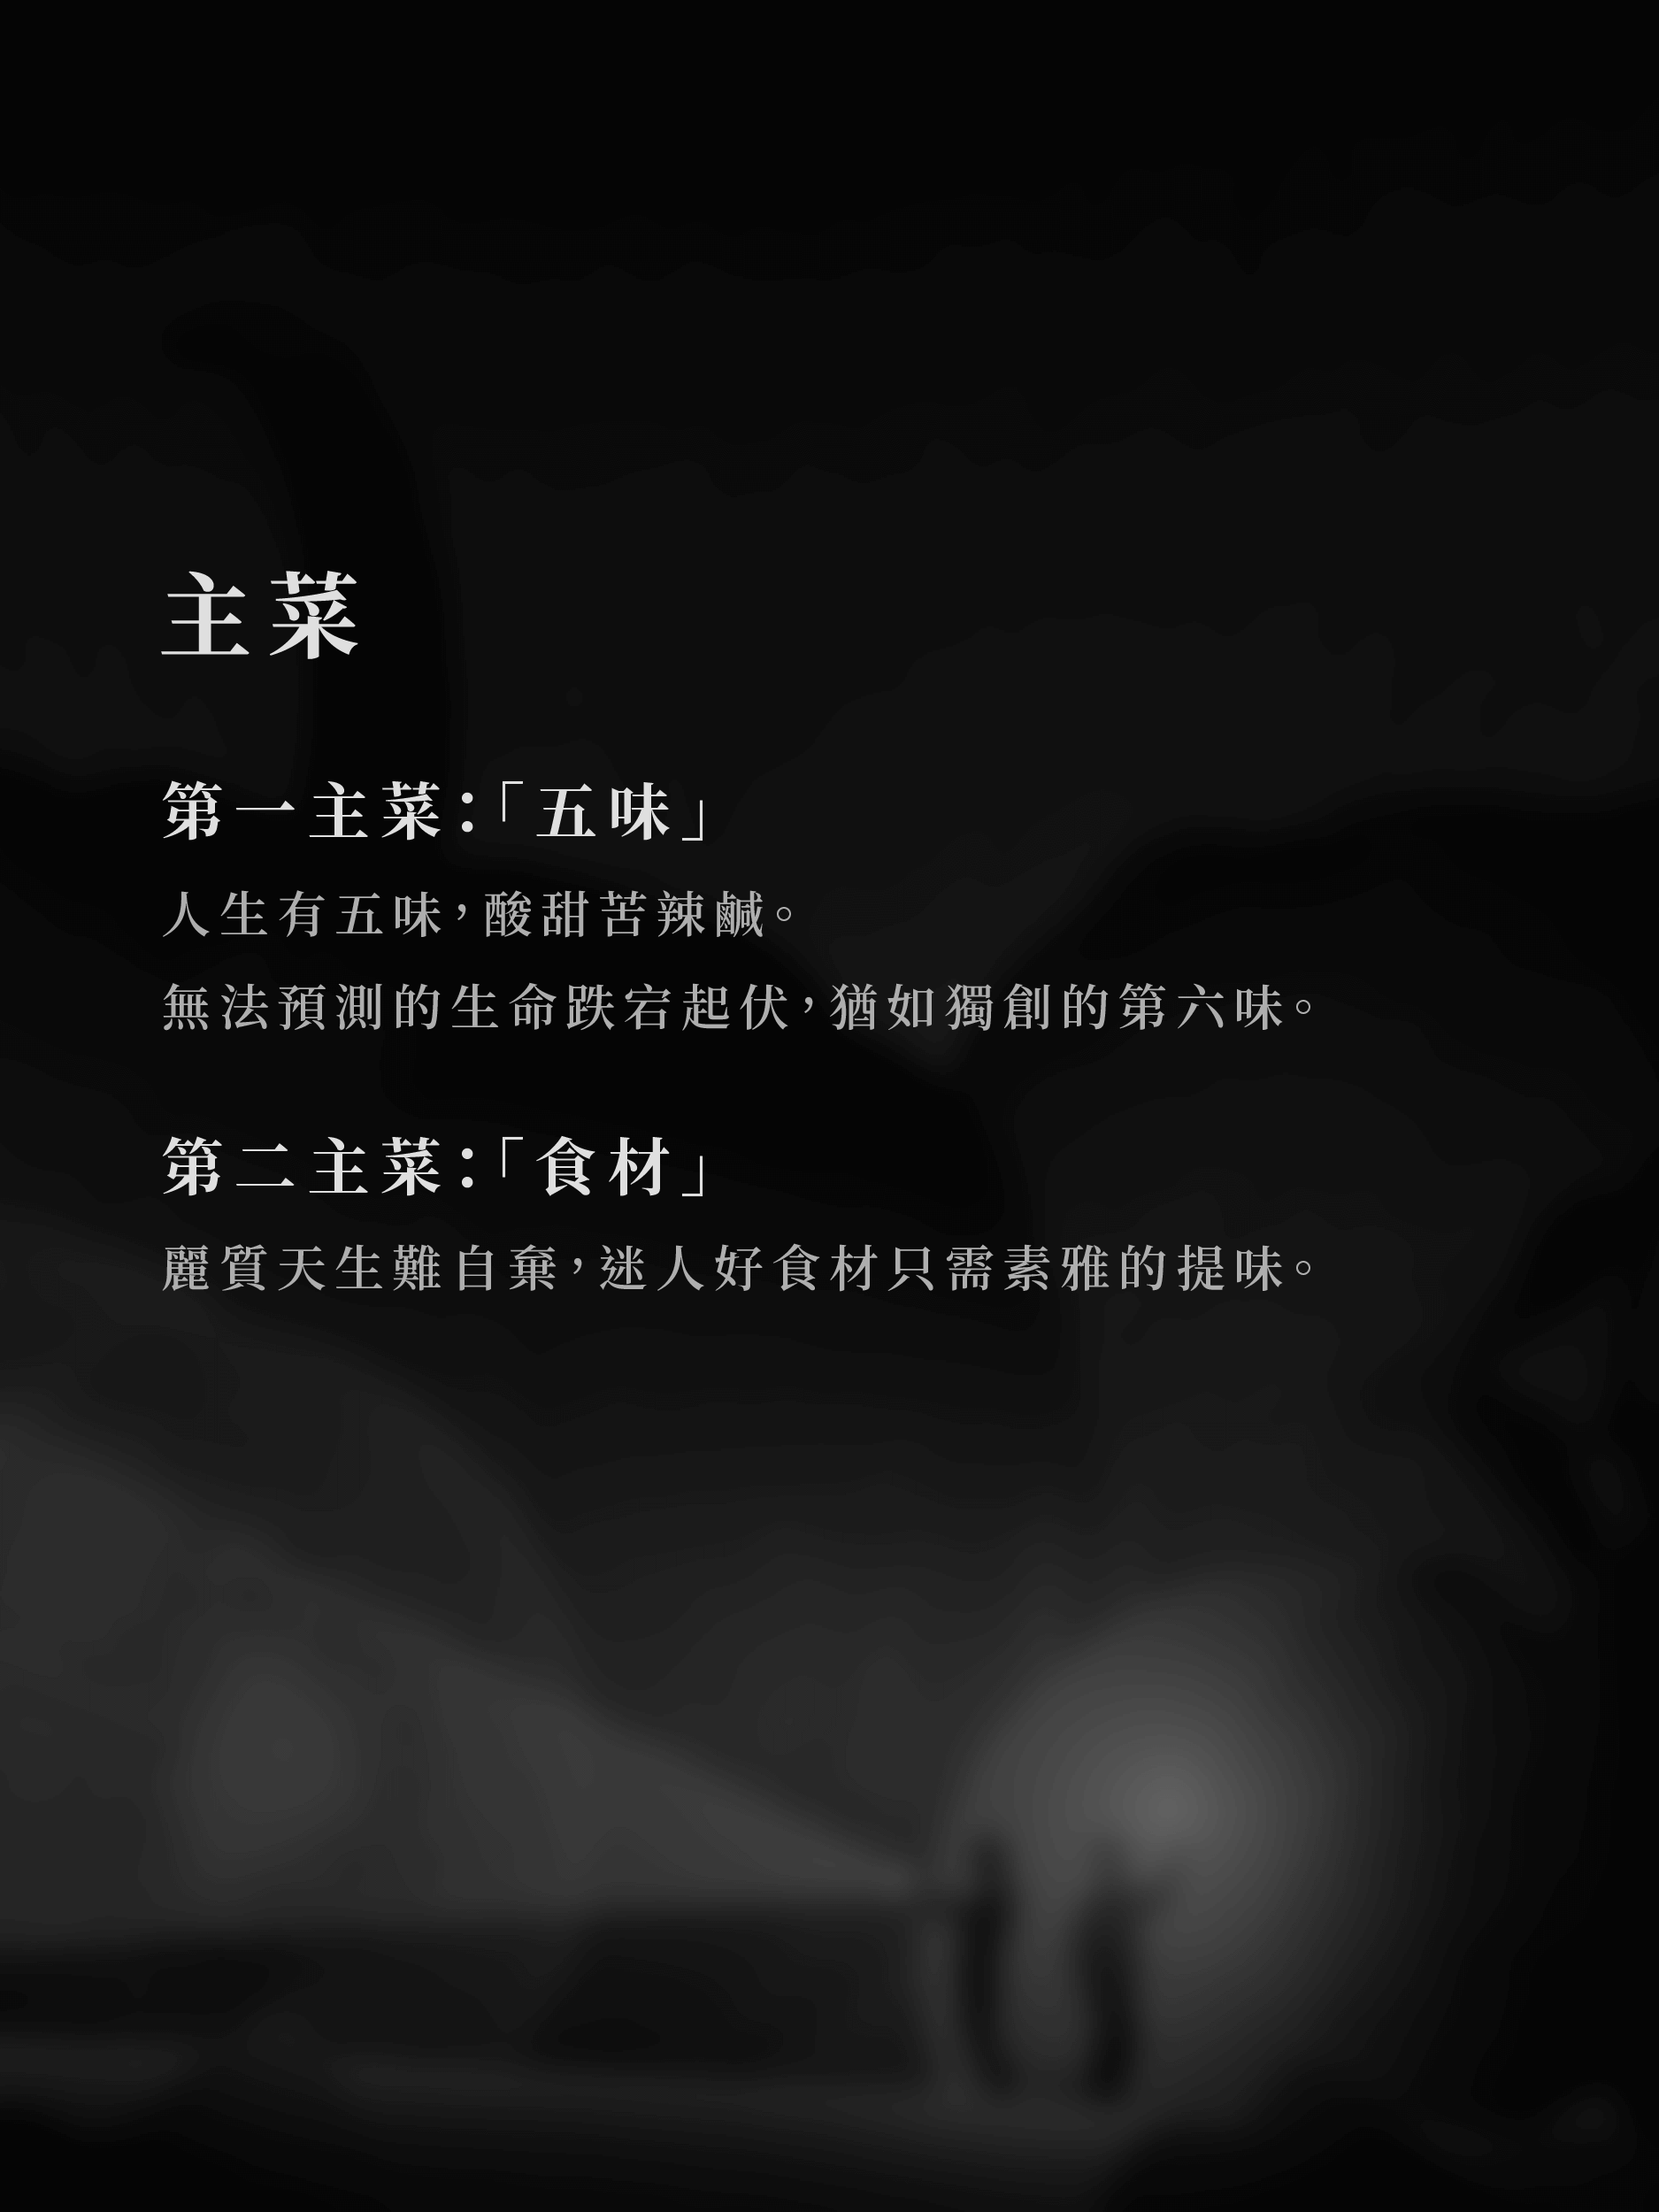 主菜
第一主菜：「五味」
人生有五味，酸甜苦辣鹹。
無法預測的生命跌宕起伏，猶如獨創的第六味。
第二主菜：「食材」
麗質天生難自棄，迷人好食材只需素雅的提味。